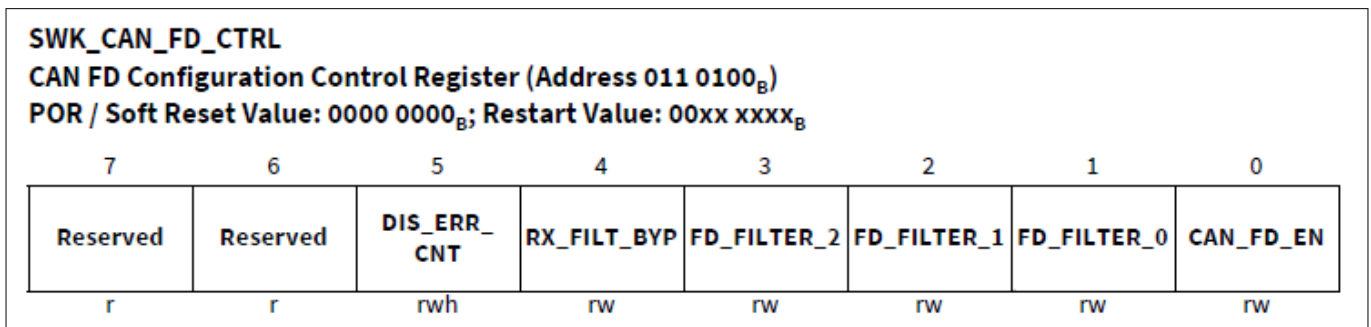 SWK_CAN_FD_CTRL
CAN FD Configuration Control Register (Address 011 0100B)
POR / Soft Reset Value: 0000 0000B; Restart Value: 00xx xxxxB
7 6 5 4 3 2 1 0
Reserved Reserved DIS_ERR_ RX_FILT_BYP FD_FILTER_2 FD_FILTER_1 FD_FILTER_0 CAN_FD_EN
CNT
r r rwh rw rw rw rw rw